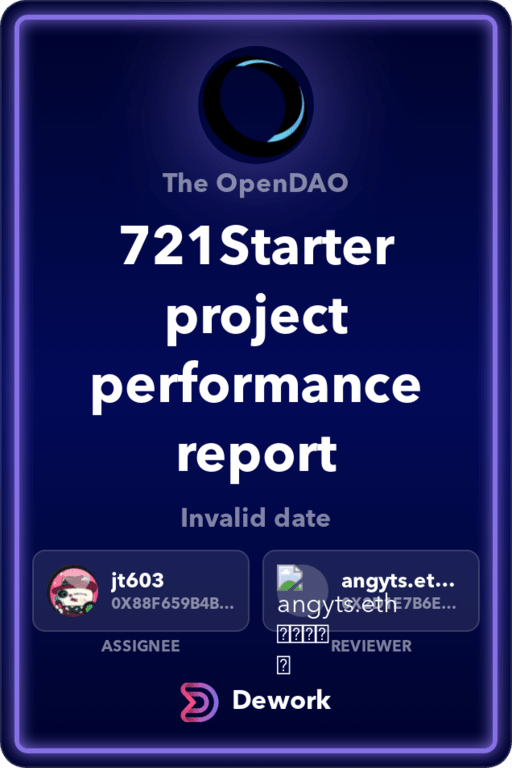 The OpenDAO
721Starter
project
performance
report
Invalid date
jt603
0X88F659B4B...
angyts.et...
angyts.eth
ASSIGNEE
REVIEWER
Dework